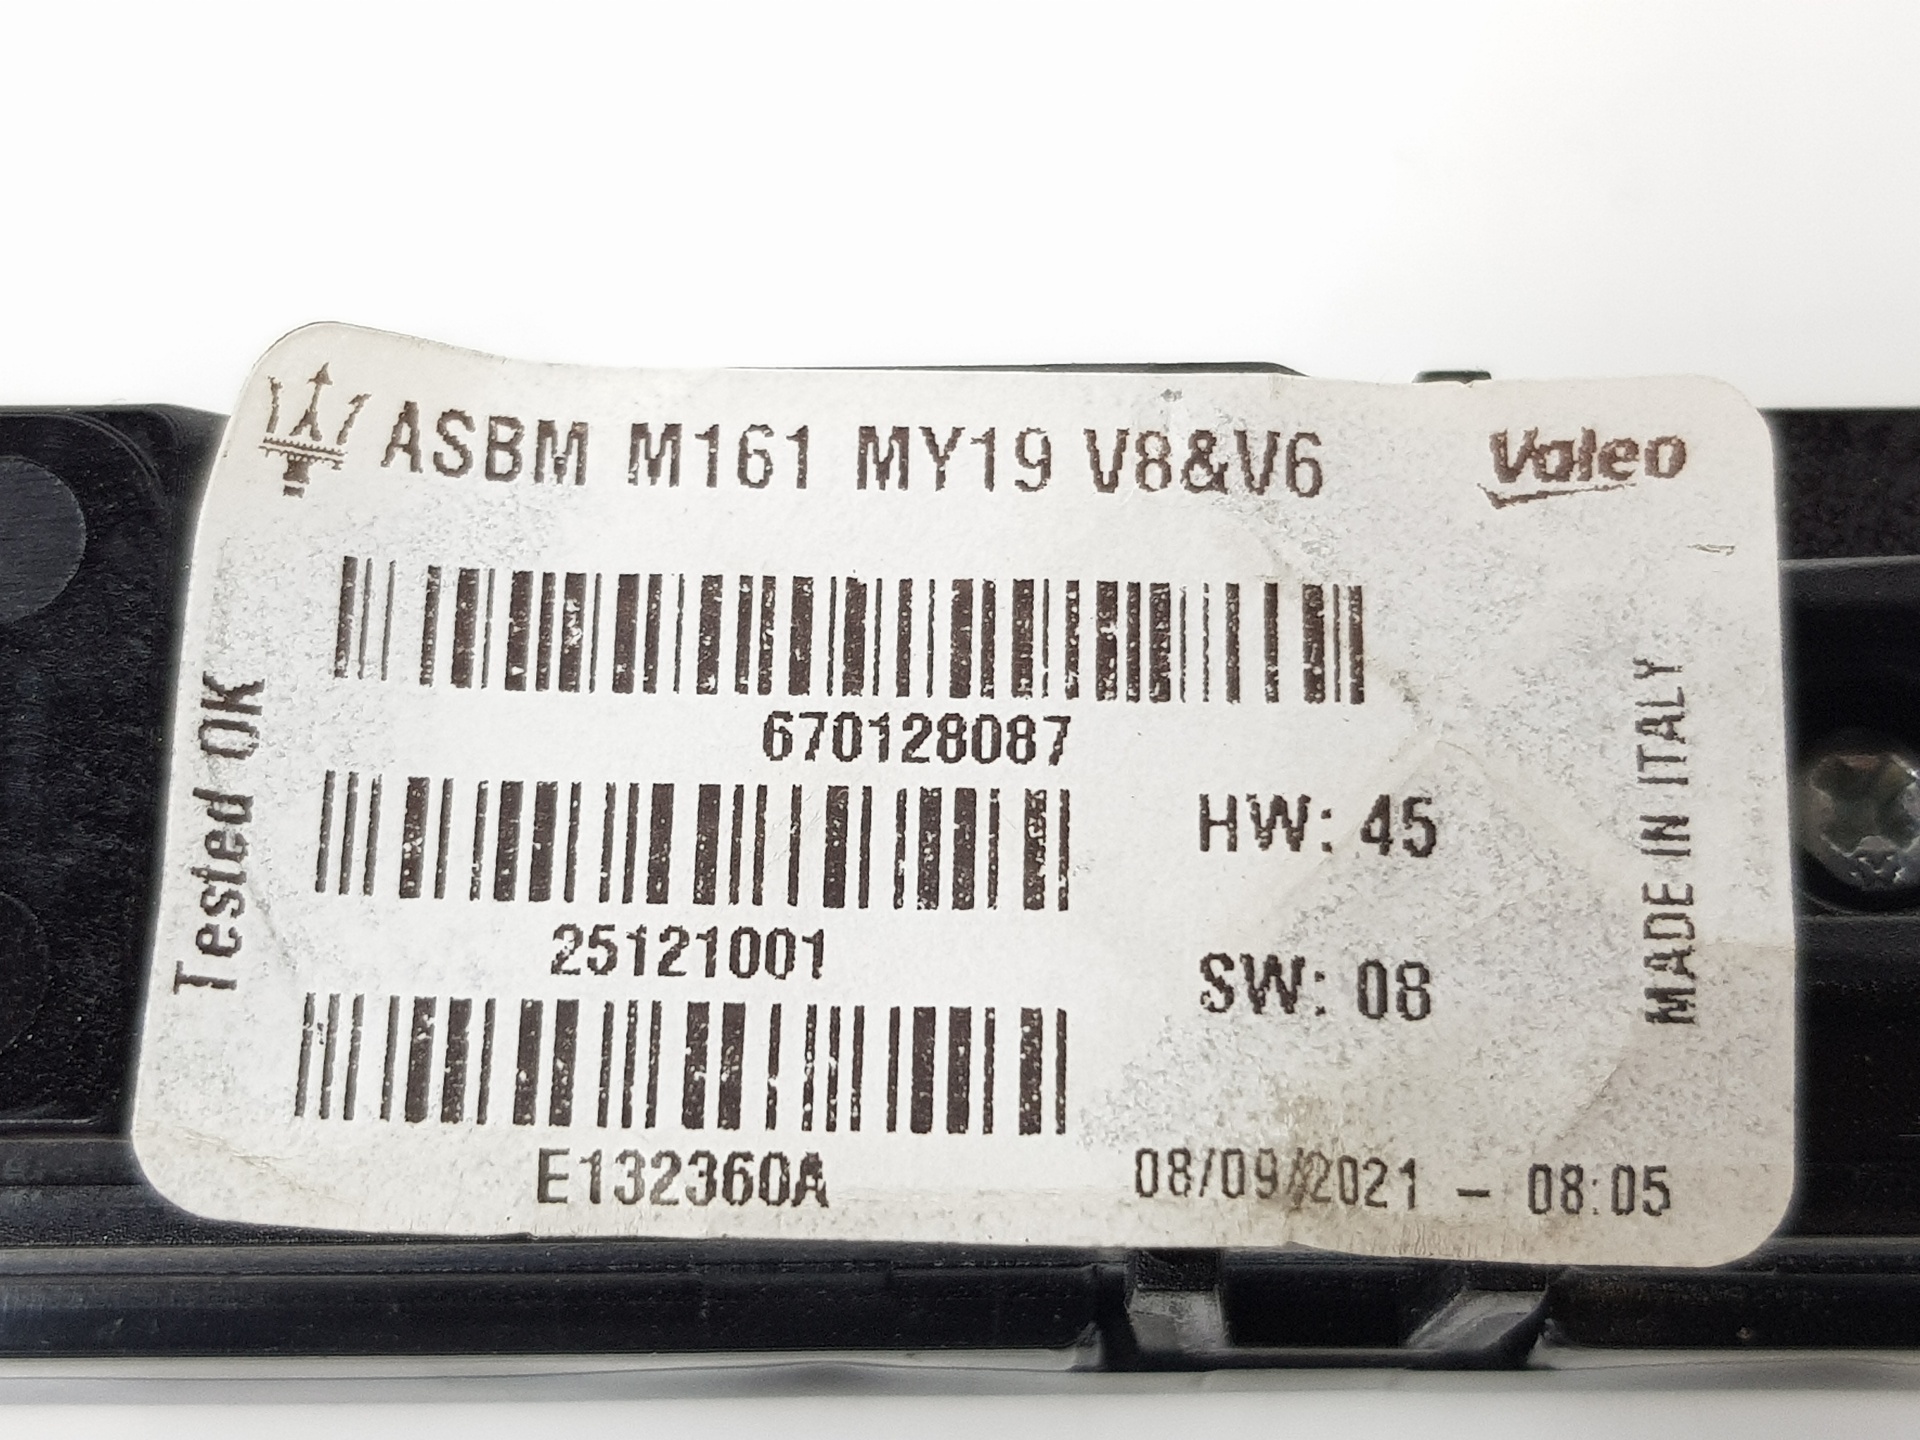 ASBM M161 MY19 V8&V6
Valeo
670128087
Tested OK
HW: 45
25121001
SW: 08
MADE IN ITALY
E132360A
08/09/2021 - 08:05